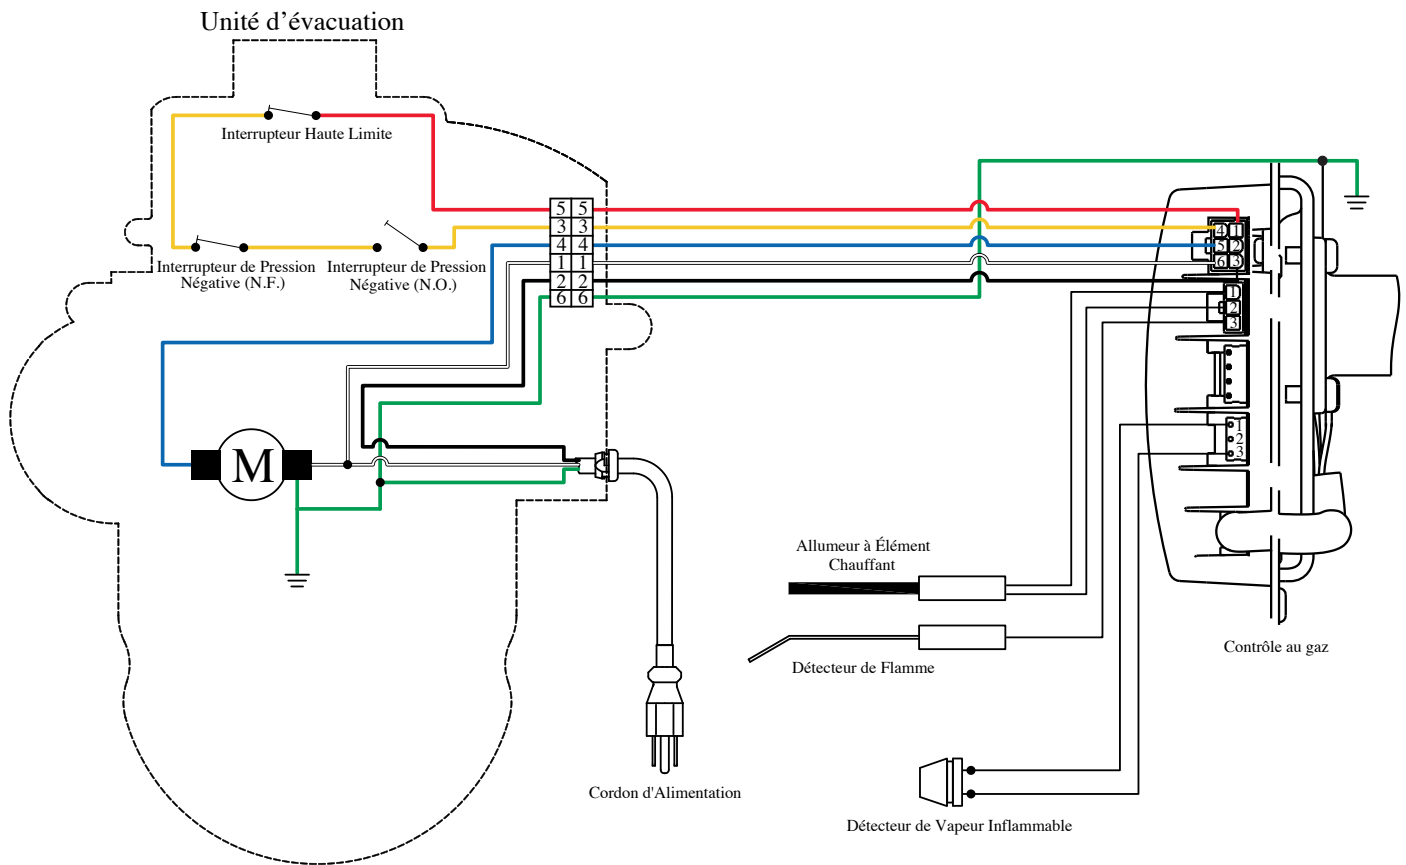 Unité d’évacuation
Interrupteur Haute Limite
Interrupteur de Pression
Négative (N.F.)
Interrupteur de Pression
Négative (N.O.)
5 5
3 3
4 4
1 1
2 2
6 6
4 1
5 2
6 3
1
2
3
1
2
3
M
Allumeur à Élément
Chauffant
Détecteur de Flamme
Contrôle au gaz
Cordon d'Alimentation
Détecteur de Vapeur Inflammable